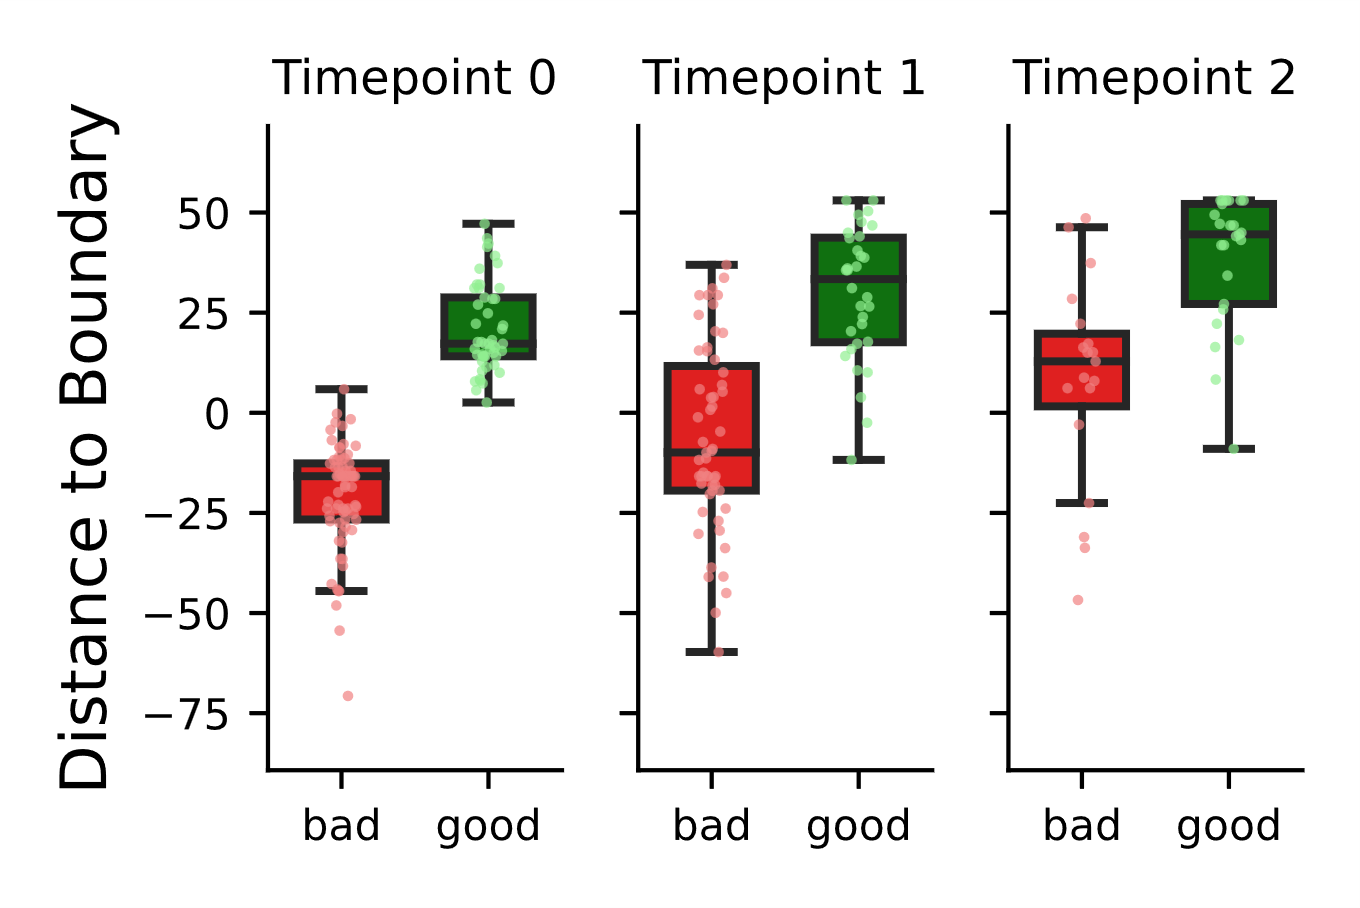 Timepoint 0
Timepoint 1
Timepoint 2
Distance to Boundary
50
25
0
−25
−50
−75
bad
good
bad
good
bad
good